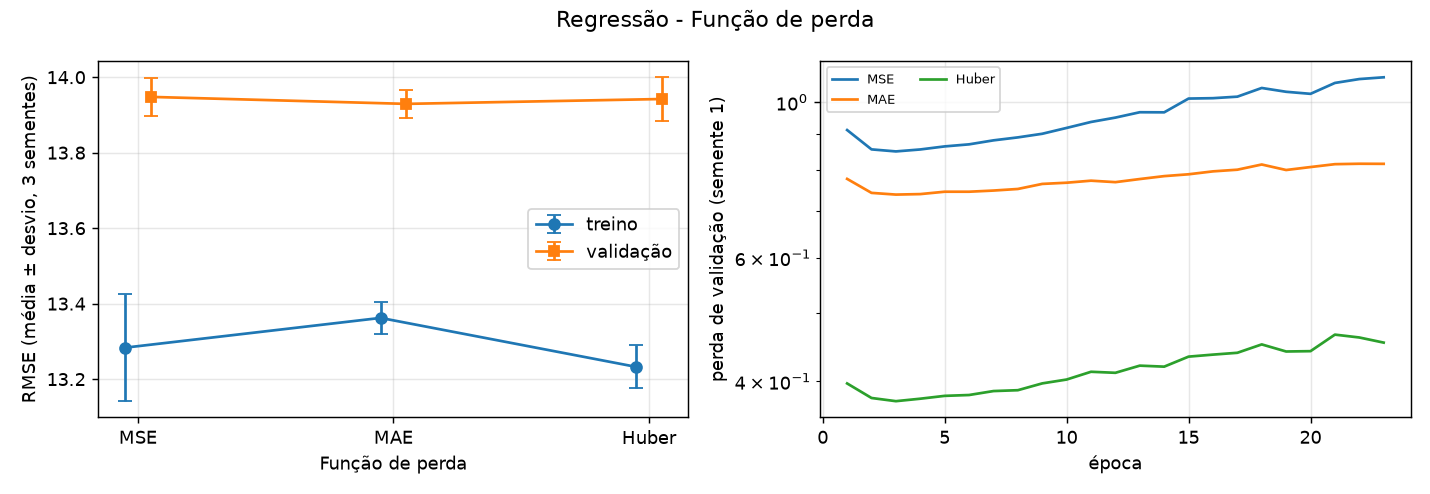 Regressão - Função de perda
RMSE (média ± desvio, 3 sementes)
14.0
13.8
13.6
13.4
13.2
treino
validação
MSE
MAE
Huber
Função de perda
perda de validação (semente 1)
10⁰
6 × 10⁻¹
4 × 10⁻¹
MSE
MAE
Huber
0
5
10
15
20
época